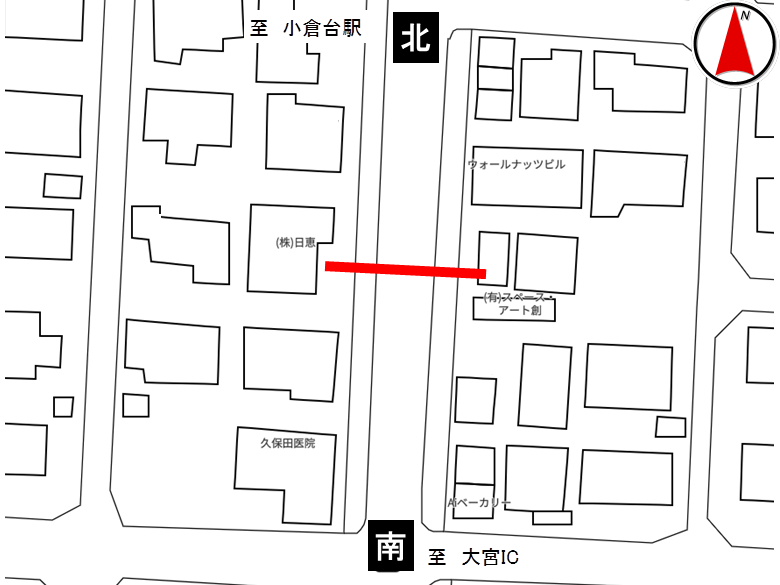 至 小倉台駅
北
N
ウォールナッツビル
(株)日恵
(有)スペース・
アート創
久保田医院
Aiベーカリー
南
至 大宮IC